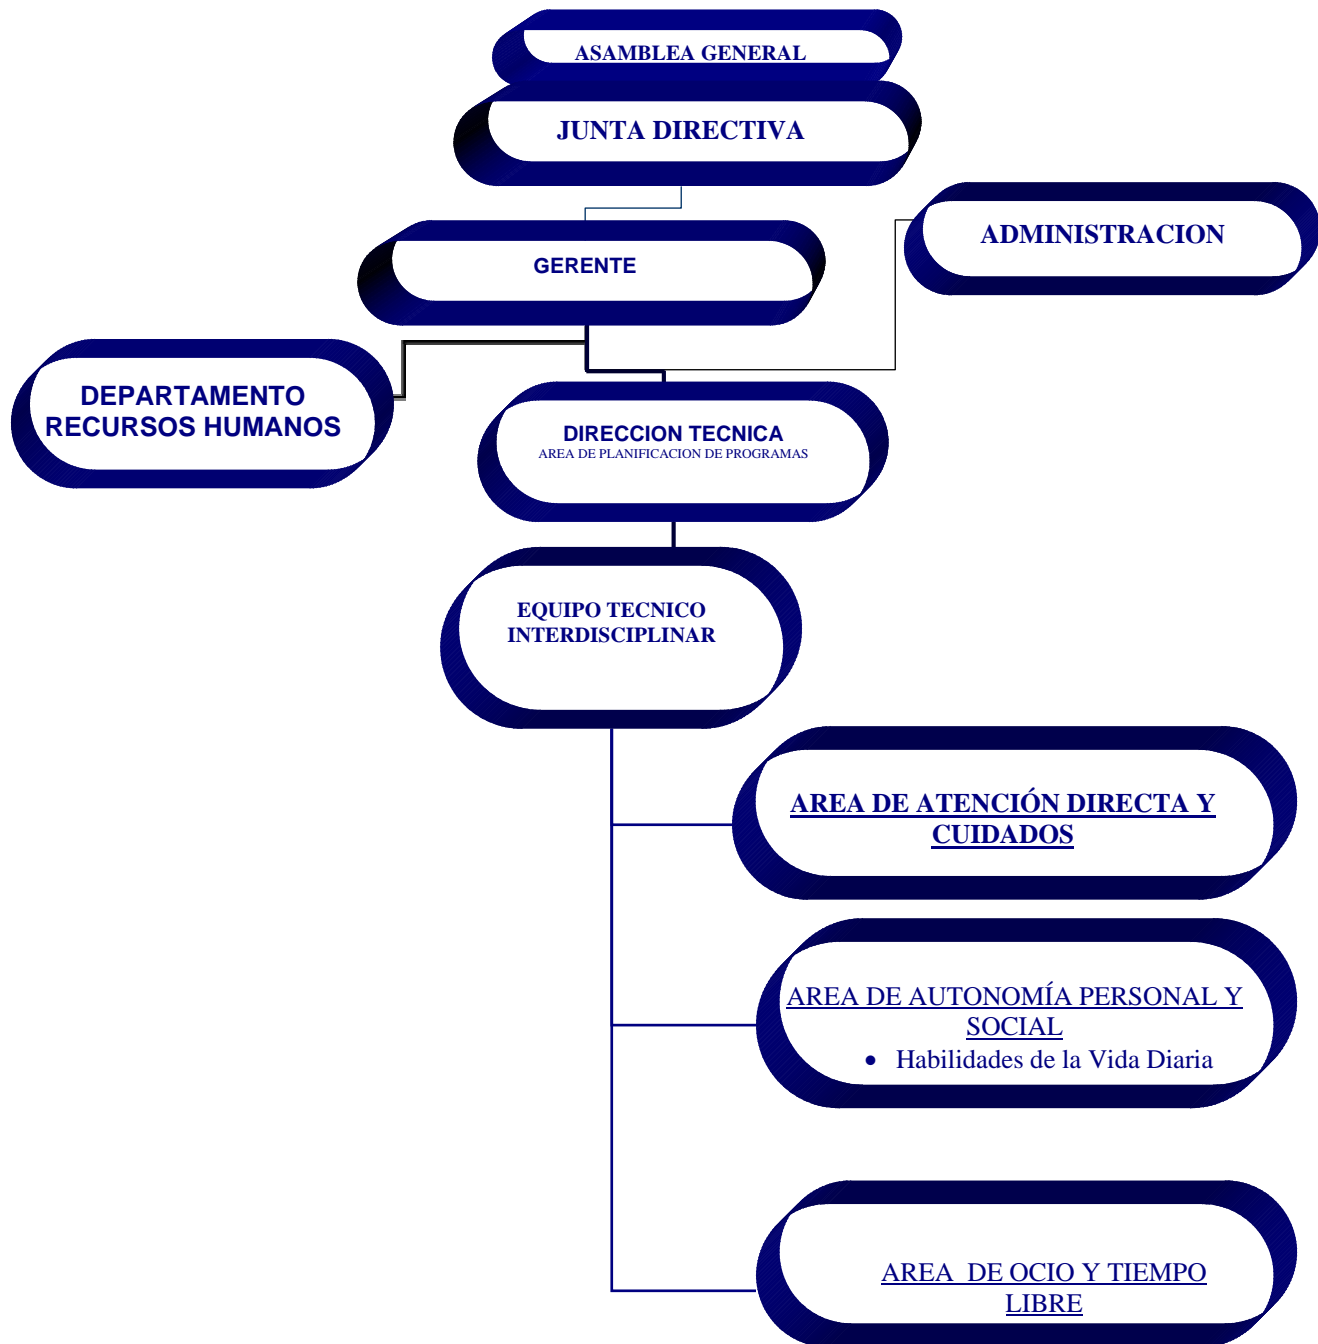 ASAMBLEA GENERAL
JUNTA DIRECTIVA
ADMINISTRACION
GERENTE
DEPARTAMENTO
RECURSOS HUMANOS
DIRECCION TECNICA
AREA DE PLANIFICACION DE PROGRAMAS
EQUIPO TECNICO
INTERDISCIPLINAR
AREA DE ATENCIÓN DIRECTA Y
CUIDADOS
AREA DE AUTONOMÍA PERSONAL Y
SOCIAL
• Habilidades de la Vida Diaria
AREA DE OCIO Y TIEMPO
LIBRE